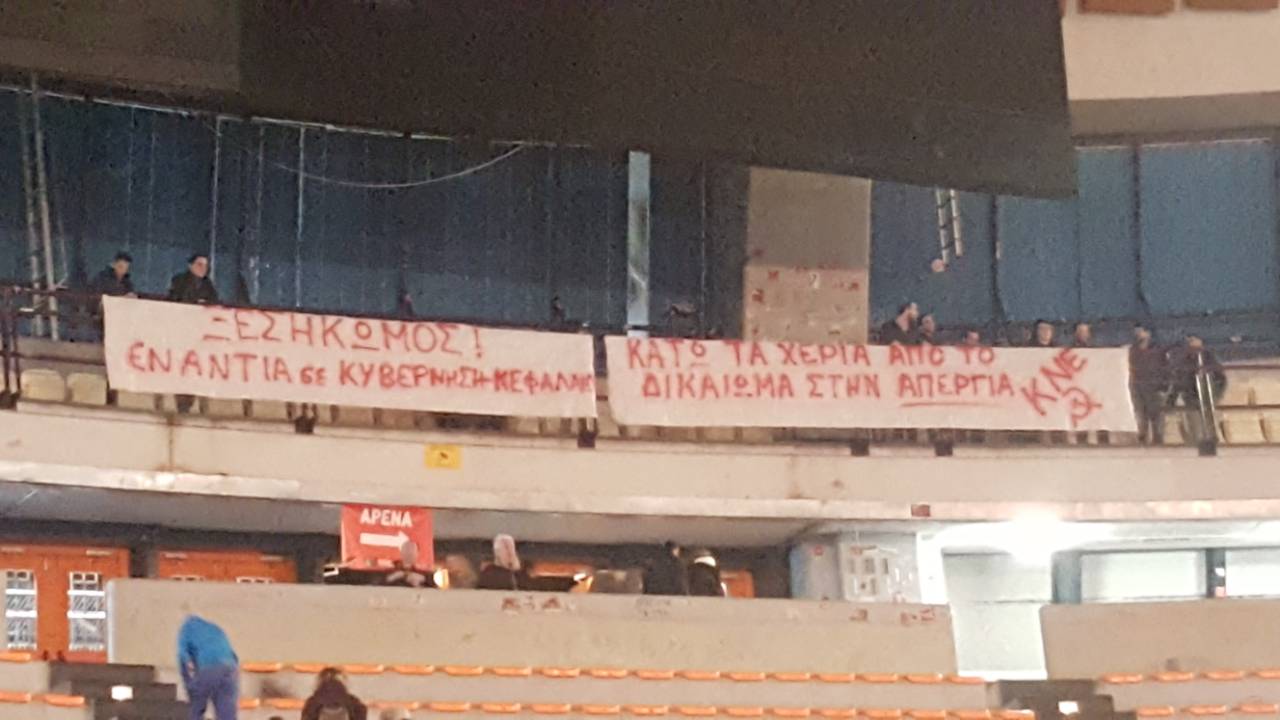 ΞΕΣΗΚΩΜΟΣ!
ΕΝΑΝΤΙΑ σε ΚΥΒΕΡΝΗΣΗ-ΚΕΦΑΛΑΙΟ
ΚΑΤΩ ΤΑ ΧΕΡΙΑ ΑΠΟ ΤΟ
ΔΙΚΑΙΩΜΑ ΣΤΗΝ ΑΠΕΡΓΙΑ
ΚΝΕ
ΑΡΕΝΑ